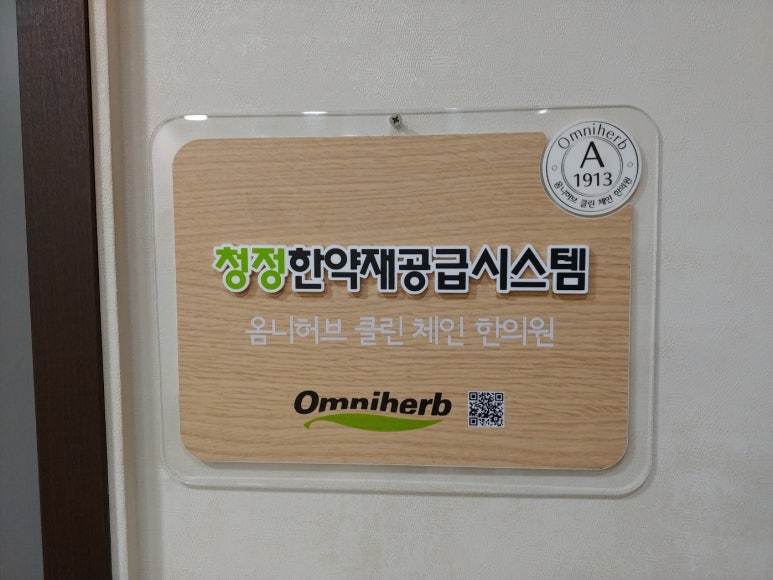 Omniherb
A
1913
옴니허브 클린 체인 한의원
청정한약재공급시스템
옴니허브 클린 체인 한의원
Omniherb